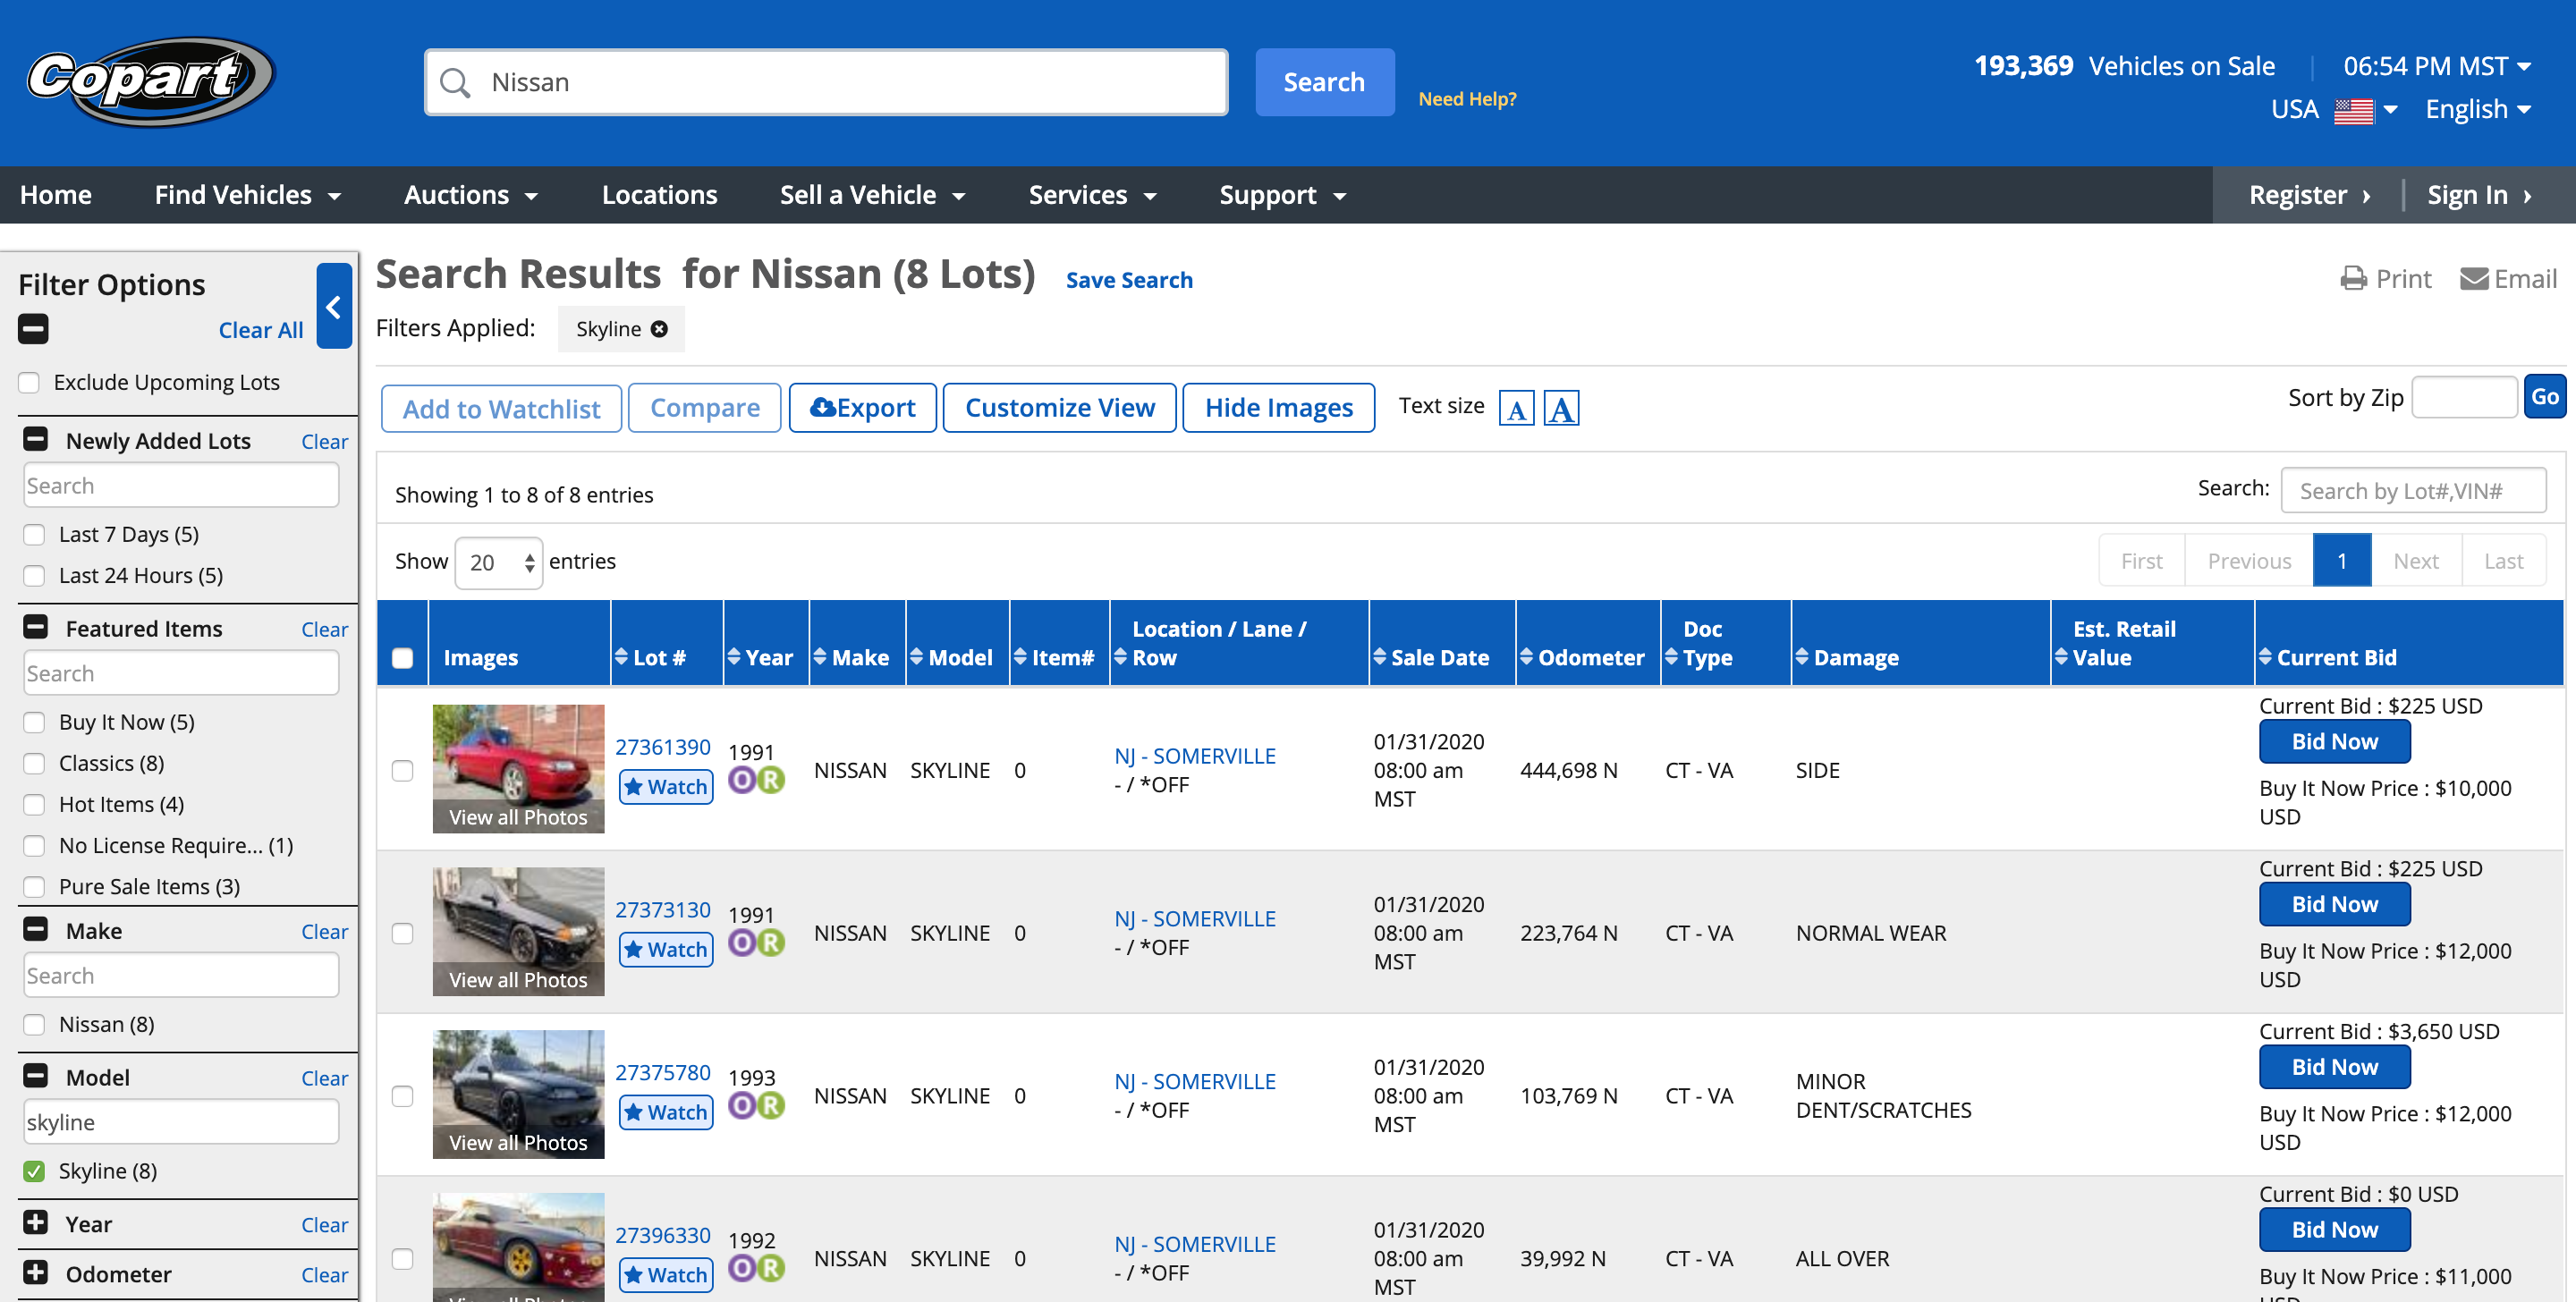 Copart
Nissan
Search
Need Help?
193,369 Vehicles on Sale
06:54 PM MST
USA
English
Home
Find Vehicles
Auctions
Locations
Sell a Vehicle
Services
Support
Register ›
Sign In ›
Filter Options
Clear All
Exclude Upcoming Lots
Newly Added Lots Clear
Search
Last 7 Days (5)
Last 24 Hours (5)
Featured Items Clear
Search
Buy It Now (5)
Classics (8)
Hot Items (4)
No License Require... (1)
Pure Sale Items (3)
Make Clear
Search
Nissan (8)
Model Clear
skyline
Skyline (8)
Year Clear
Odometer Clear
Search Results for Nissan (8 Lots) Save Search
Print Email
Filters Applied: Skyline
Add to Watchlist Compare Export Customize View Hide Images Text size A A
Sort by Zip Go
Showing 1 to 8 of 8 entries
Search: Search by Lot#,VIN#
Show 20 entries
First Previous 1 Next Last
Images Lot # Year Make Model Item# Location / Lane / Row Sale Date Odometer Doc Type Damage Est. Retail Value Current Bid
View all Photos
27361390
Watch
1991
O R
NISSAN
SKYLINE
0
NJ - SOMERVILLE
- / *OFF
01/31/2020
08:00 am
MST
444,698 N
CT - VA
SIDE
Current Bid : $225 USD
Bid Now
Buy It Now Price : $10,000
USD
View all Photos
27373130
Watch
1991
O R
NISSAN
SKYLINE
0
NJ - SOMERVILLE
- / *OFF
01/31/2020
08:00 am
MST
223,764 N
CT - VA
NORMAL WEAR
Current Bid : $225 USD
Bid Now
Buy It Now Price : $12,000
USD
View all Photos
27375780
Watch
1993
O R
NISSAN
SKYLINE
0
NJ - SOMERVILLE
- / *OFF
01/31/2020
08:00 am
MST
103,769 N
CT - VA
MINOR
DENT/SCRATCHES
Current Bid : $3,650 USD
Bid Now
Buy It Now Price : $12,000
USD
27396330
Watch
1992
O R
NISSAN
SKYLINE
0
NJ - SOMERVILLE
- / *OFF
01/31/2020
08:00 am
MST
39,992 N
CT - VA
ALL OVER
Current Bid : $0 USD
Bid Now
Buy It Now Price : $11,000